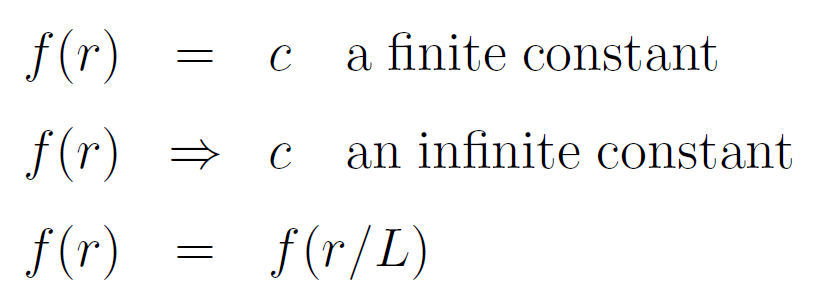 f(r) = c a finite constant
f(r) ⇒ c an infinite constant
f(r) = f(r/L)